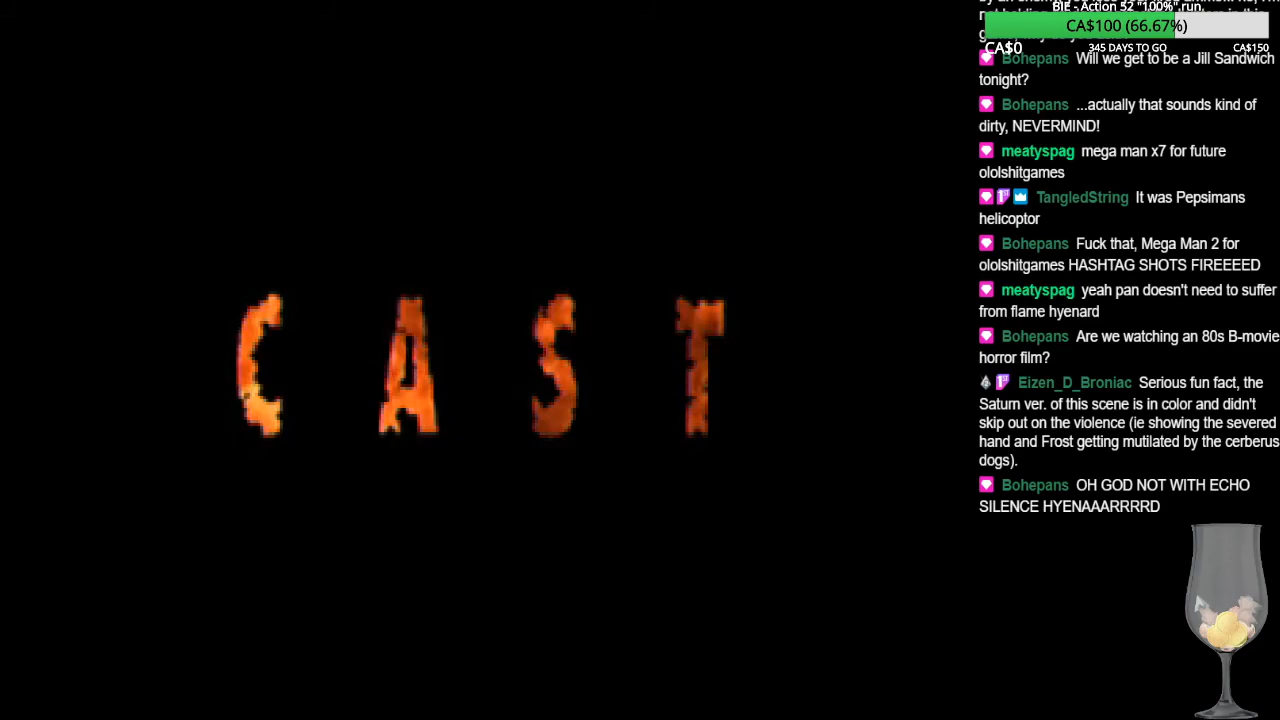 C A S T
BIE - Action 52 "100%" run
CA$100 (66.67%)
CA$0 345 DAYS TO GO CA$150
Bohepans Will we get to be a Jill Sandwich
tonight?
Bohepans ...actually that sounds kind of
dirty, NEVERMIND!
meatyspag mega man x7 for future
ololshitgames
TangledString It was Pepsimans
helicoptor
Bohepans Fuck that, Mega Man 2 for
ololshitgames HASHTAG SHOTS FIREEEED
meatyspag yeah pan doesn't need to suffer
from flame hyenard
Bohepans Are we watching an 80s B-movie
horror film?
Eizen_D_Broniac Serious fun fact, the
Saturn ver. of this scene is in color and didn't
skip out on the violence (ie showing the severed
hand and Frost getting mutilated by the cerberus
dogs).
Bohepans OH GOD NOT WITH ECHO
SILENCE HYENAAARRRRD